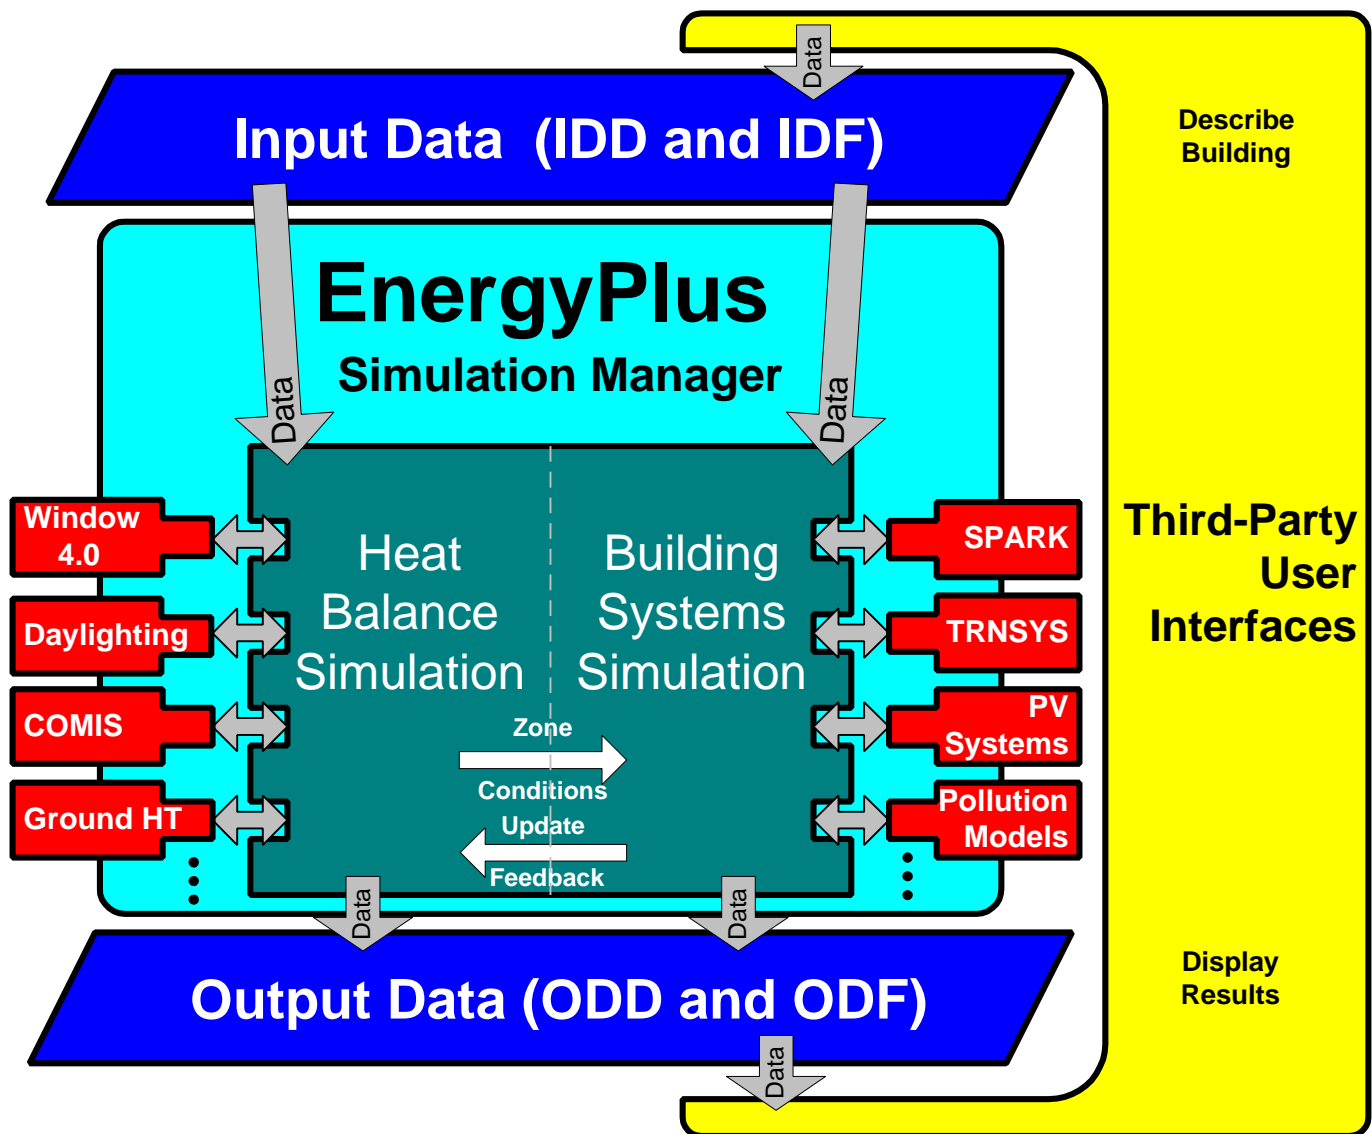 Data
Input Data (IDD and IDF)
Describe
Building
EnergyPlus
Simulation Manager
Data
Data
Window
4.0
Daylighting
COMIS
Ground HT
Heat
Balance
Simulation
Building
Systems
Simulation
Zone
Conditions
Update
Feedback
SPARK
TRNSYS
PV
Systems
Pollution
Models
Third-Party
User
Interfaces
Data
Data
Output Data (ODD and ODF)
Display
Results
Data